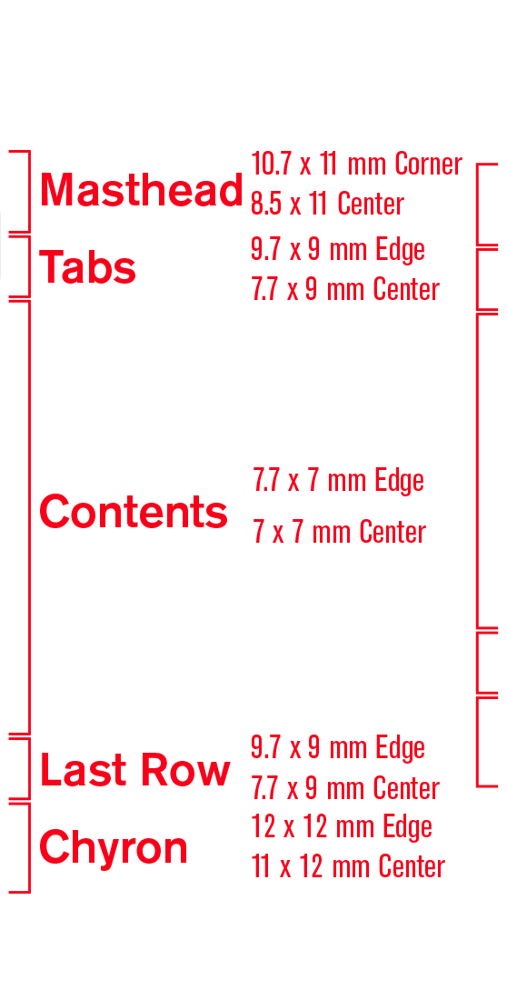 Masthead
10.7 x 11 mm Corner
8.5 x 11 Center
Tabs
9.7 x 9 mm Edge
7.7 x 9 mm Center
Contents
7.7 x 7 mm Edge
7 x 7 mm Center
Last Row
9.7 x 9 mm Edge
7.7 x 9 mm Center
Chyron
12 x 12 mm Edge
11 x 12 mm Center